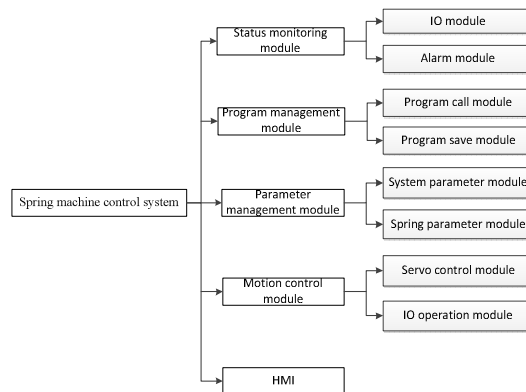 Spring machine control system
Status monitoring
module
IO module
Alarm module
Program management
module
Program call module
Program save module
Parameter
management module
System parameter module
Spring parameter module
Motion control
module
Servo control module
IO operation module
HMI